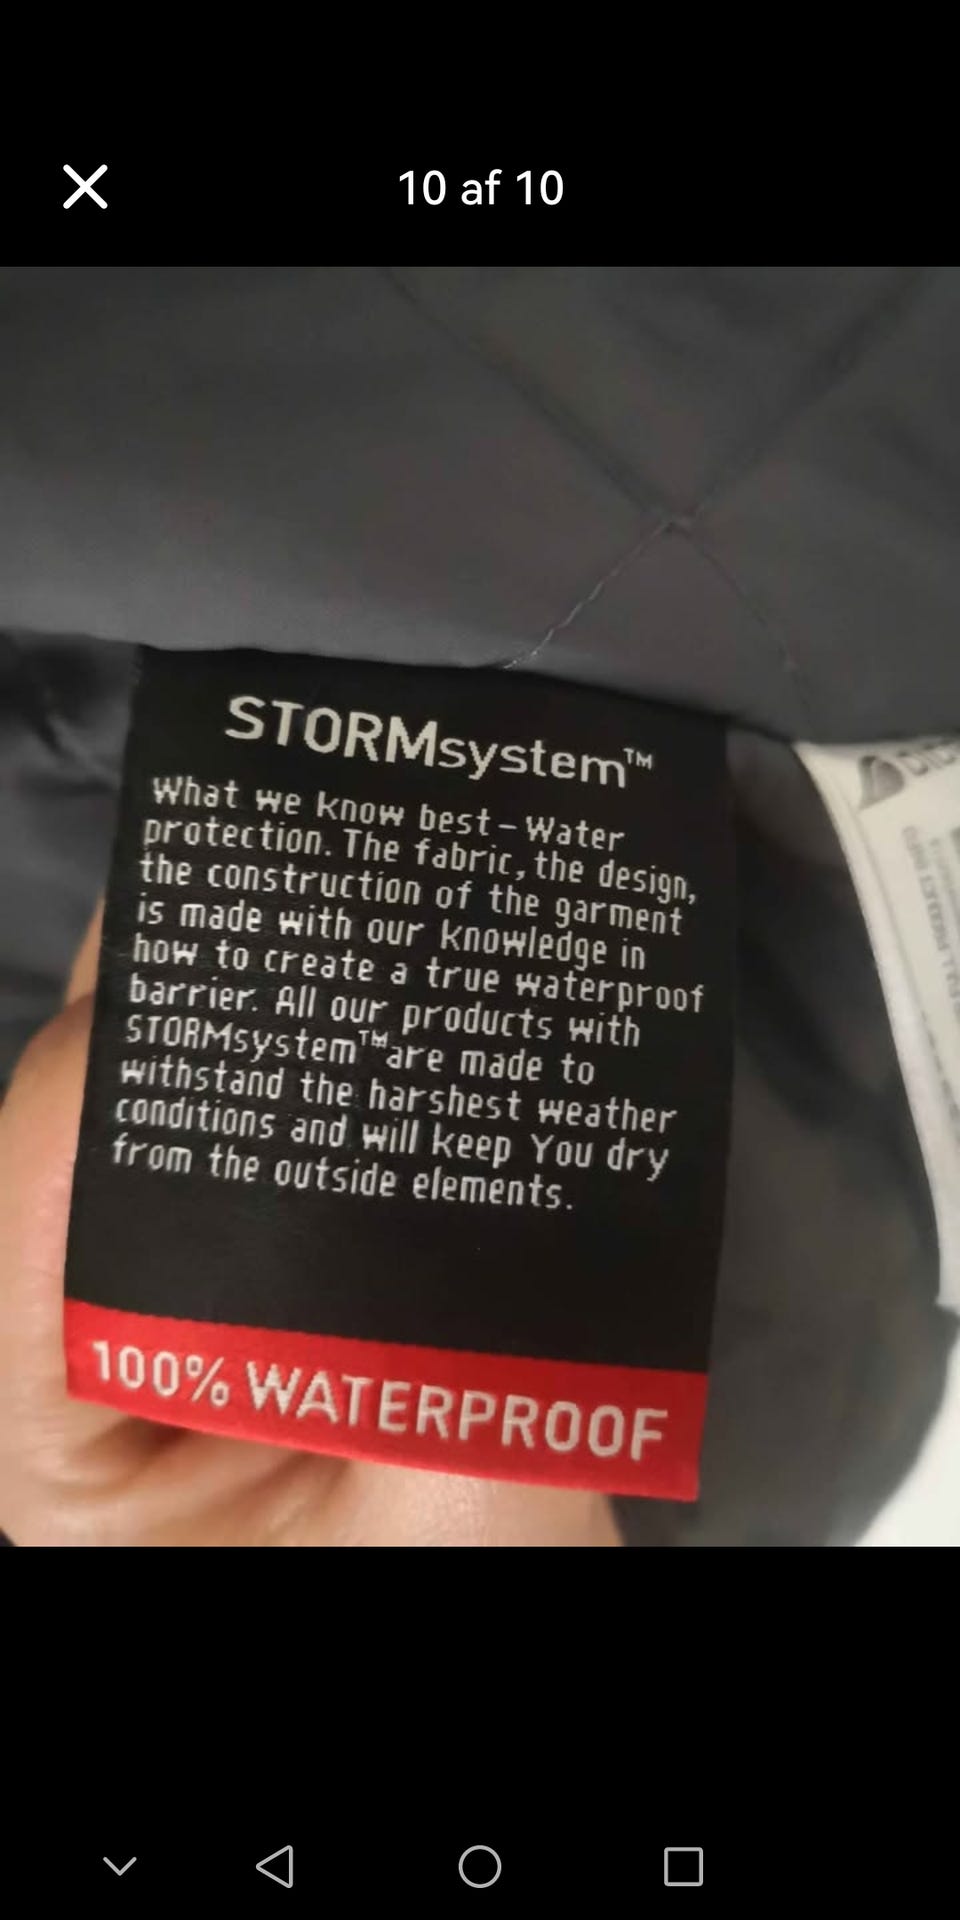 10 af 10
STORMsystem™
What we know best - Water
protection. The fabric, the design,
the construction of the garment
is made with our knowledge in
how to create a true waterproof
barrier. All our products with
STORMsystem™ are made to
withstand the harshest weather
conditions and will keep You dry
from the outside elements.
100% WATERPROOF